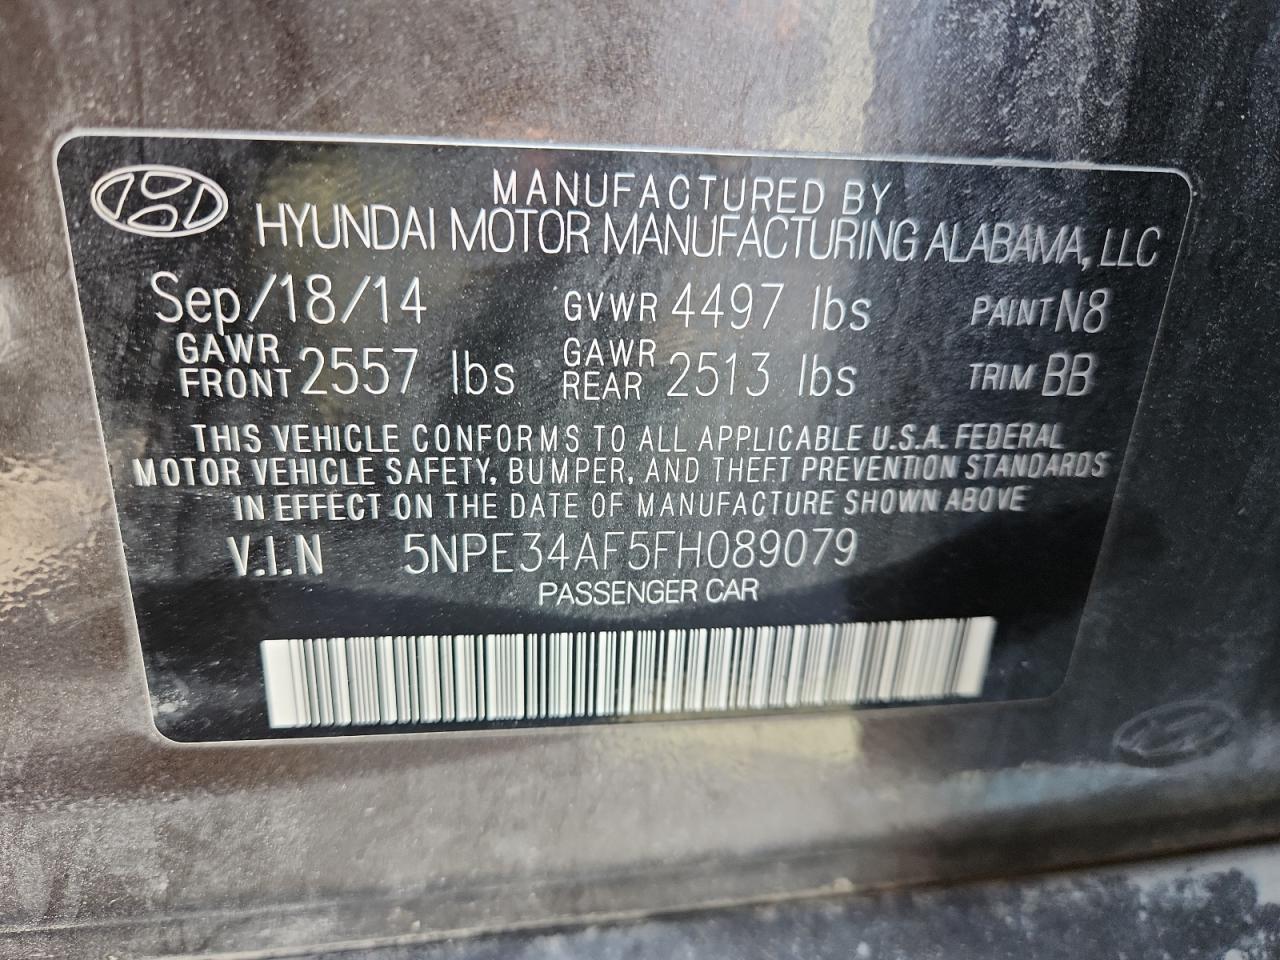 MANUFACTURED BY
HYUNDAI MOTOR MANUFACTURING ALABAMA, LLC
Sep/18/14 GVWR 4497 lbs PAINT N8
GAWR FRONT 2557 lbs GAWR REAR 2513 lbs TRIM BB
THIS VEHICLE CONFORMS TO ALL APPLICABLE U.S.A. FEDERAL
MOTOR VEHICLE SAFETY, BUMPER, AND THEFT PREVENTION STANDARDS
IN EFFECT ON THE DATE OF MANUFACTURE SHOWN ABOVE
V.I.N 5NPE34AF5FH089079
PASSENGER CAR